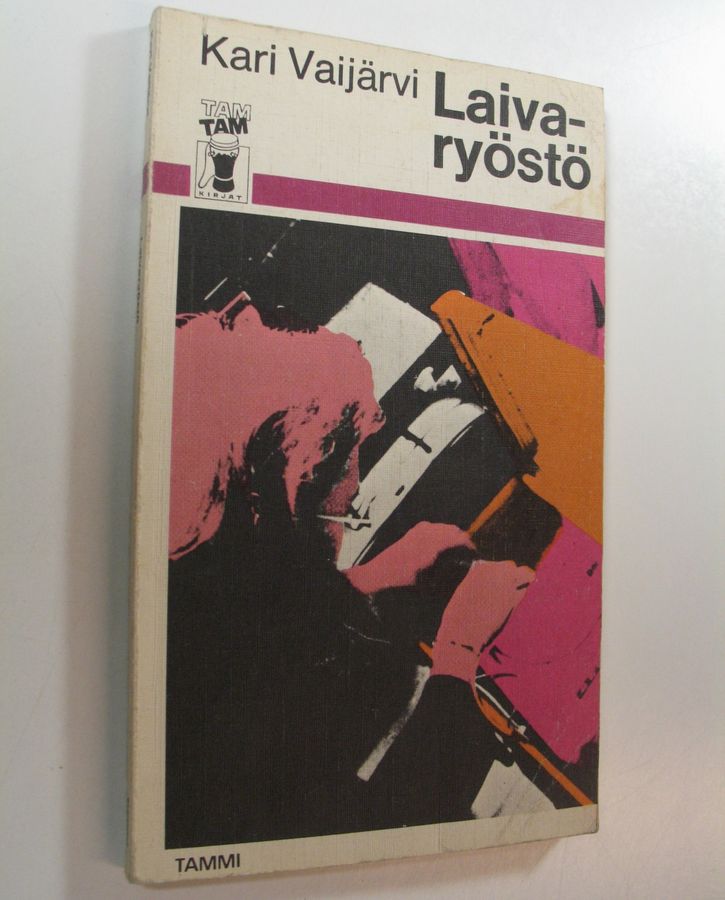 Kari Vaijärvi
Laiva-
ryöstö
TAM
TAM
KIRJAT
TAMMI